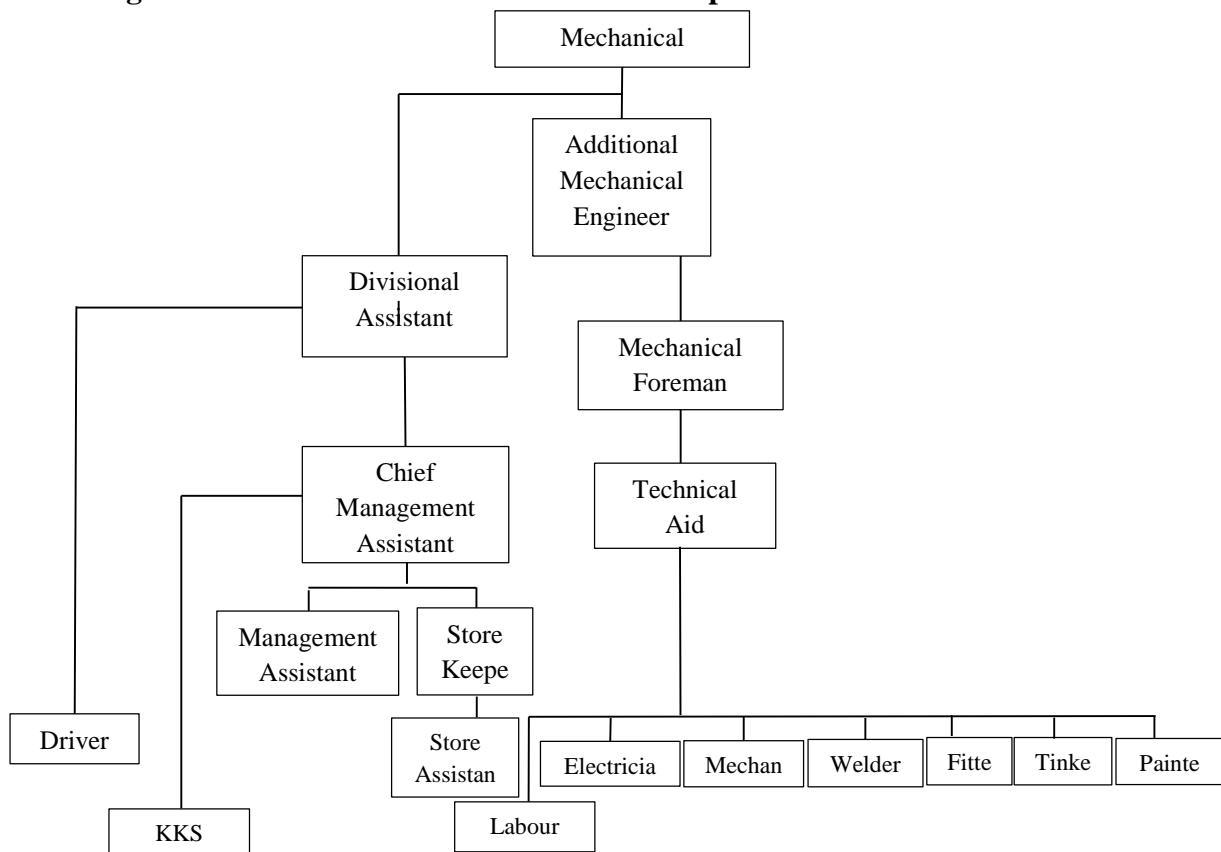 Mechanical
Additional
Mechanical
Engineer
Divisional
Assistant
Mechanical
Foreman
Chief
Management
Assistant
Technical
Aid
Management
Assistant
Store
Keepe
Driver
Store
Assistan
Electricia
Mechan
Welder
Fitte
Tinke
Painte
Labour
KKS